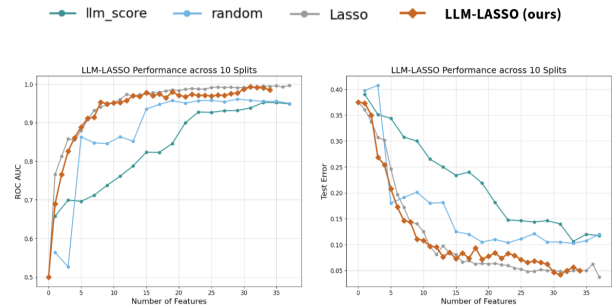 llm_score random Lasso LLM-LASSO (ours)
LLM-LASSO Performance across 10 Splits
1.0
0.9
0.8
0.7
0.6
0.5
ROC AUC
0 5 10 15 20 25 30 35
Number of Features
LLM-LASSO Performance across 10 Splits
0.40
0.35
0.30
0.25
0.20
0.15
0.10
0.05
Test Error
0 5 10 15 20 25 30 35
Number of Features